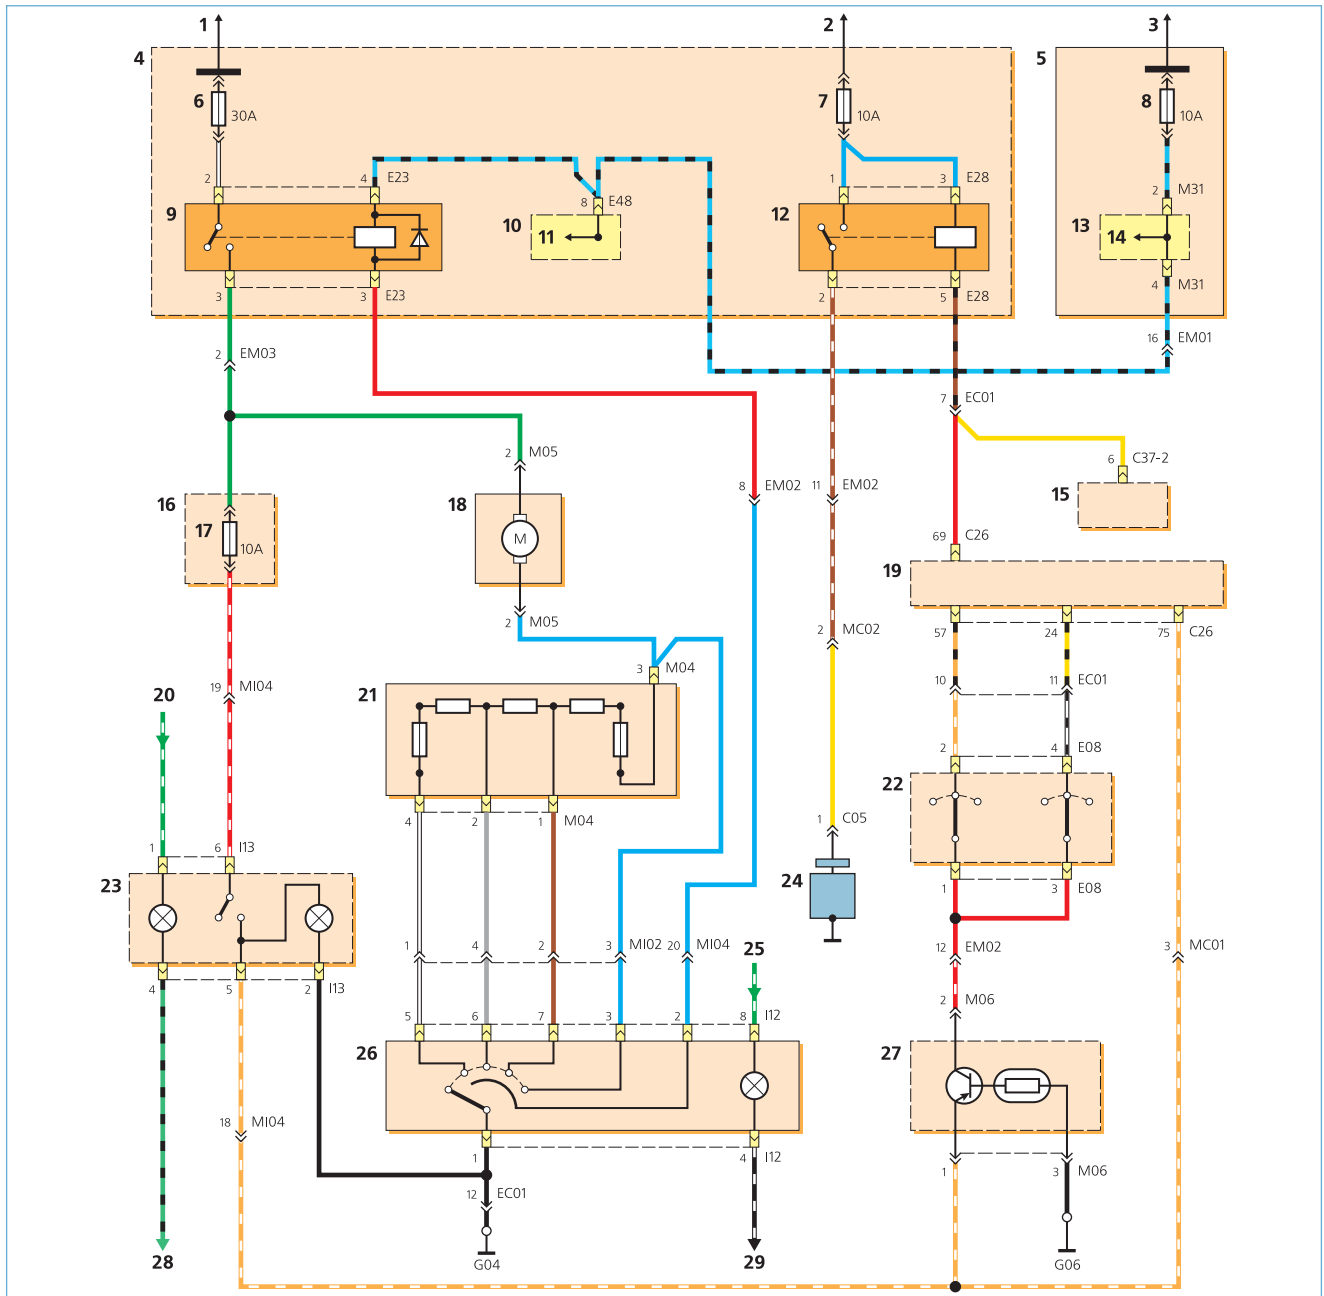 1 2 3
4 5
6 30A 7 10A 8 10A
2 4 E23 1 3 E28 2 M31
8 E48
9 10 11 12 13 14
3 3 E23 2 5 E28 4 M31
2 EM03 16 EM01
7 EC01
2 M05 6 C37-2
8 EM02 11 EM02
16 17 10A 18 M 15
69 C26
19
2 M05 2 MC02 57 24 75 C26
3 M04
19 MI04 10 11 EC01
20 21
2 4 E08
22
4 2 1 M04 1 C05
1 6 I13
23 24
1 3 E08
1 4 2 3 MI02 20 MI04 25 12 EM02 3 MC01
4 5 2 I13
2 M06
5 6 7 3 2 8 I12
26 27
18 MI04
1 4 I12 1 3 M06
12 EC01
28 G04 29 G06